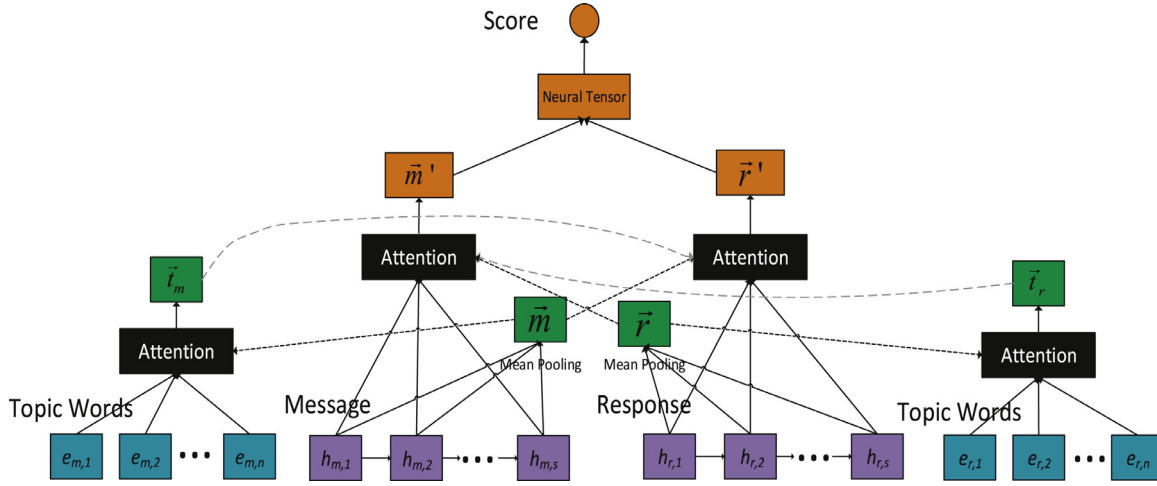 Score
Neural Tensor
m⃗ ' r⃗ '
Attention Attention
t⃗m t⃗r
m⃗ r⃗
Attention Mean Pooling Mean Pooling Attention
Topic Words Message Response Topic Words
em,1 em,2 ••• em,n hm,1 hm,2 ••• hm,s hr,1 hr,2 ••• hr,s er,1 er,2 ••• er,n